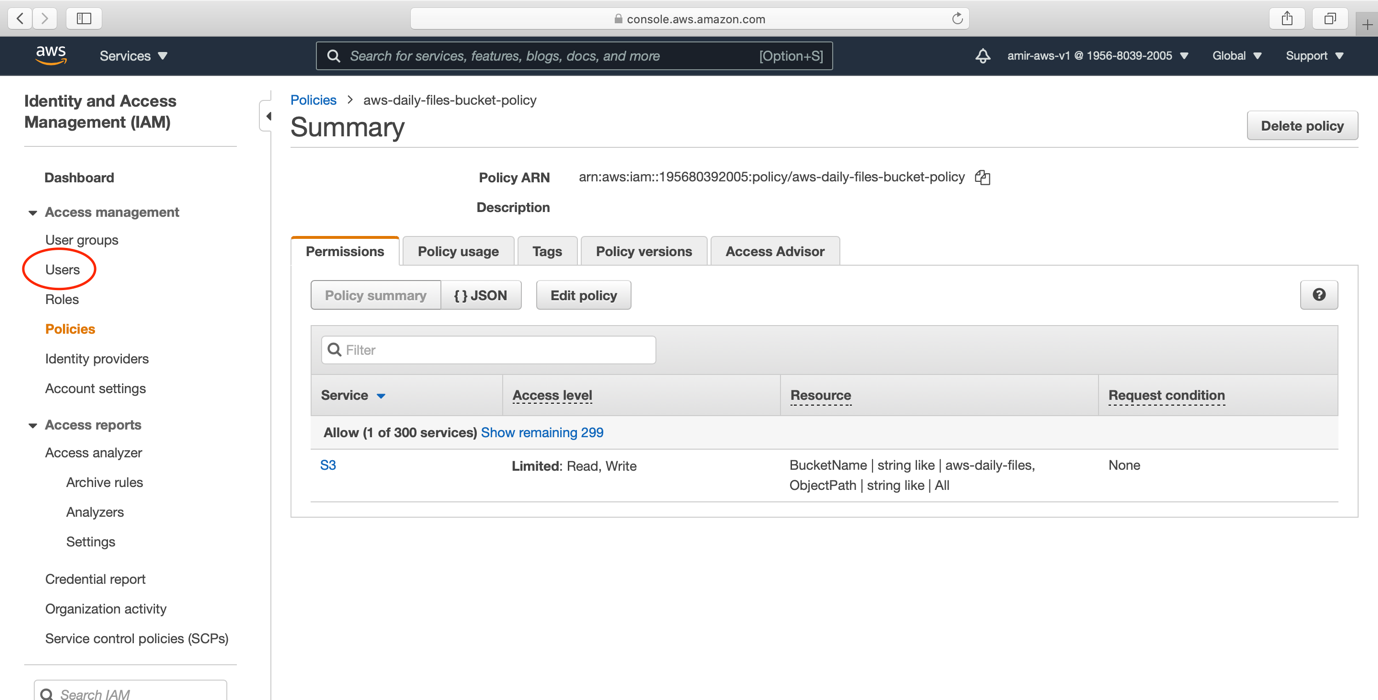 console.aws.amazon.com
aws
Services
Search for services, features, blogs, docs, and more
[Option+S]
amir-aws-v1 @ 1956-8039-2005
Global
Support
Identity and Access
Management (IAM)
Dashboard
Access management
User groups
Users
Roles
Policies
Identity providers
Account settings
Access reports
Access analyzer
Archive rules
Analyzers
Settings
Credential report
Organization activity
Service control policies (SCPs)
Search IAM
Policies > aws-daily-files-bucket-policy
Summary
Delete policy
Policy ARN
arn:aws:iam::195680392005:policy/aws-daily-files-bucket-policy
Description
Permissions
Policy usage
Tags
Policy versions
Access Advisor
Policy summary
{ } JSON
Edit policy
?
Filter
Service
Access level
Resource
Request condition
Allow (1 of 300 services) Show remaining 299
S3
Limited: Read, Write
BucketName | string like | aws-daily-files,
ObjectPath | string like | All
None